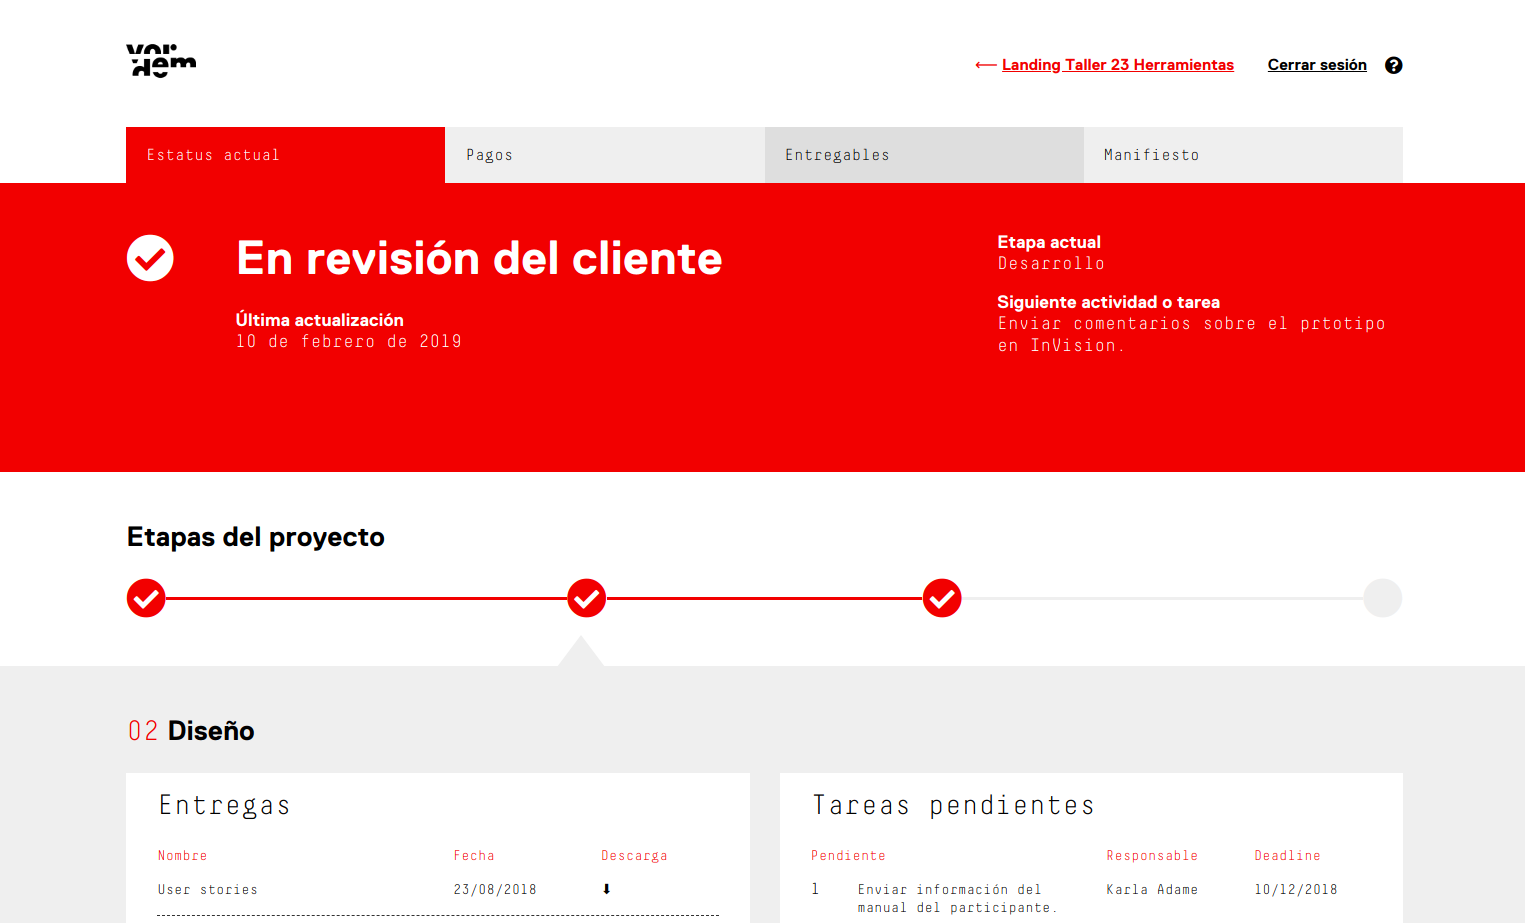 vordem
← Landing Taller 23 Herramientas
Cerrar sesión
?
Estatus actual
Pagos
Entregables
Manifiesto
En revisión del cliente
Última actualización
10 de febrero de 2019
Etapa actual
Desarrollo
Siguiente actividad o tarea
Enviar comentarios sobre el prtotipo
en InVision.
Etapas del proyecto
02 Diseño
Entregas
Nombre Fecha Descarga
User stories 23/08/2018 ⬇
Tareas pendientes
Pendiente Responsable Deadline
1 Enviar información del Karla Adame 10/12/2018
manual del participante.